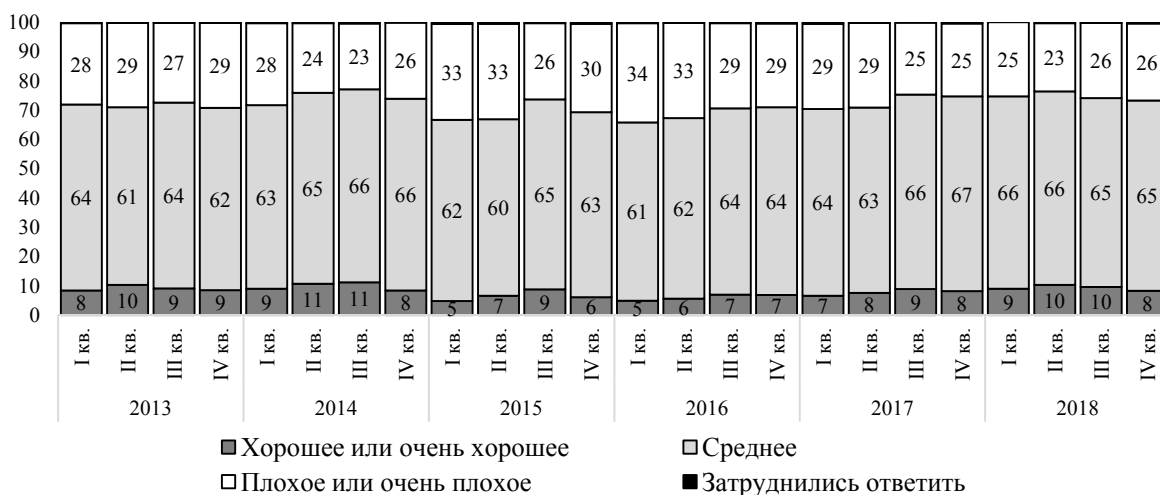 100
90
80
70
60
50
40
30
20
10
0
28 29 27 29 28 24 23 26 33 33 26 30 34 33 29 29 29 29 25 25 25 23 26 26
64 61 64 62 63 65 66 66 62 60 65 63 61 62 64 64 64 63 66 67 66 66 65 65
8 10 9 9 9 11 11 8 5 7 9 6 5 6 7 7 7 8 9 8 9 10 10 8
I кв. II кв. III кв. IV кв. I кв. II кв. III кв. IV кв. I кв. II кв. III кв. IV кв. I кв. II кв. III кв. IV кв. I кв. II кв. III кв. IV кв. I кв. II кв. III кв. IV кв.
2013 2014 2015 2016 2017 2018
Хорошее или очень хорошее Среднее
Плохое или очень плохое Затруднились ответить